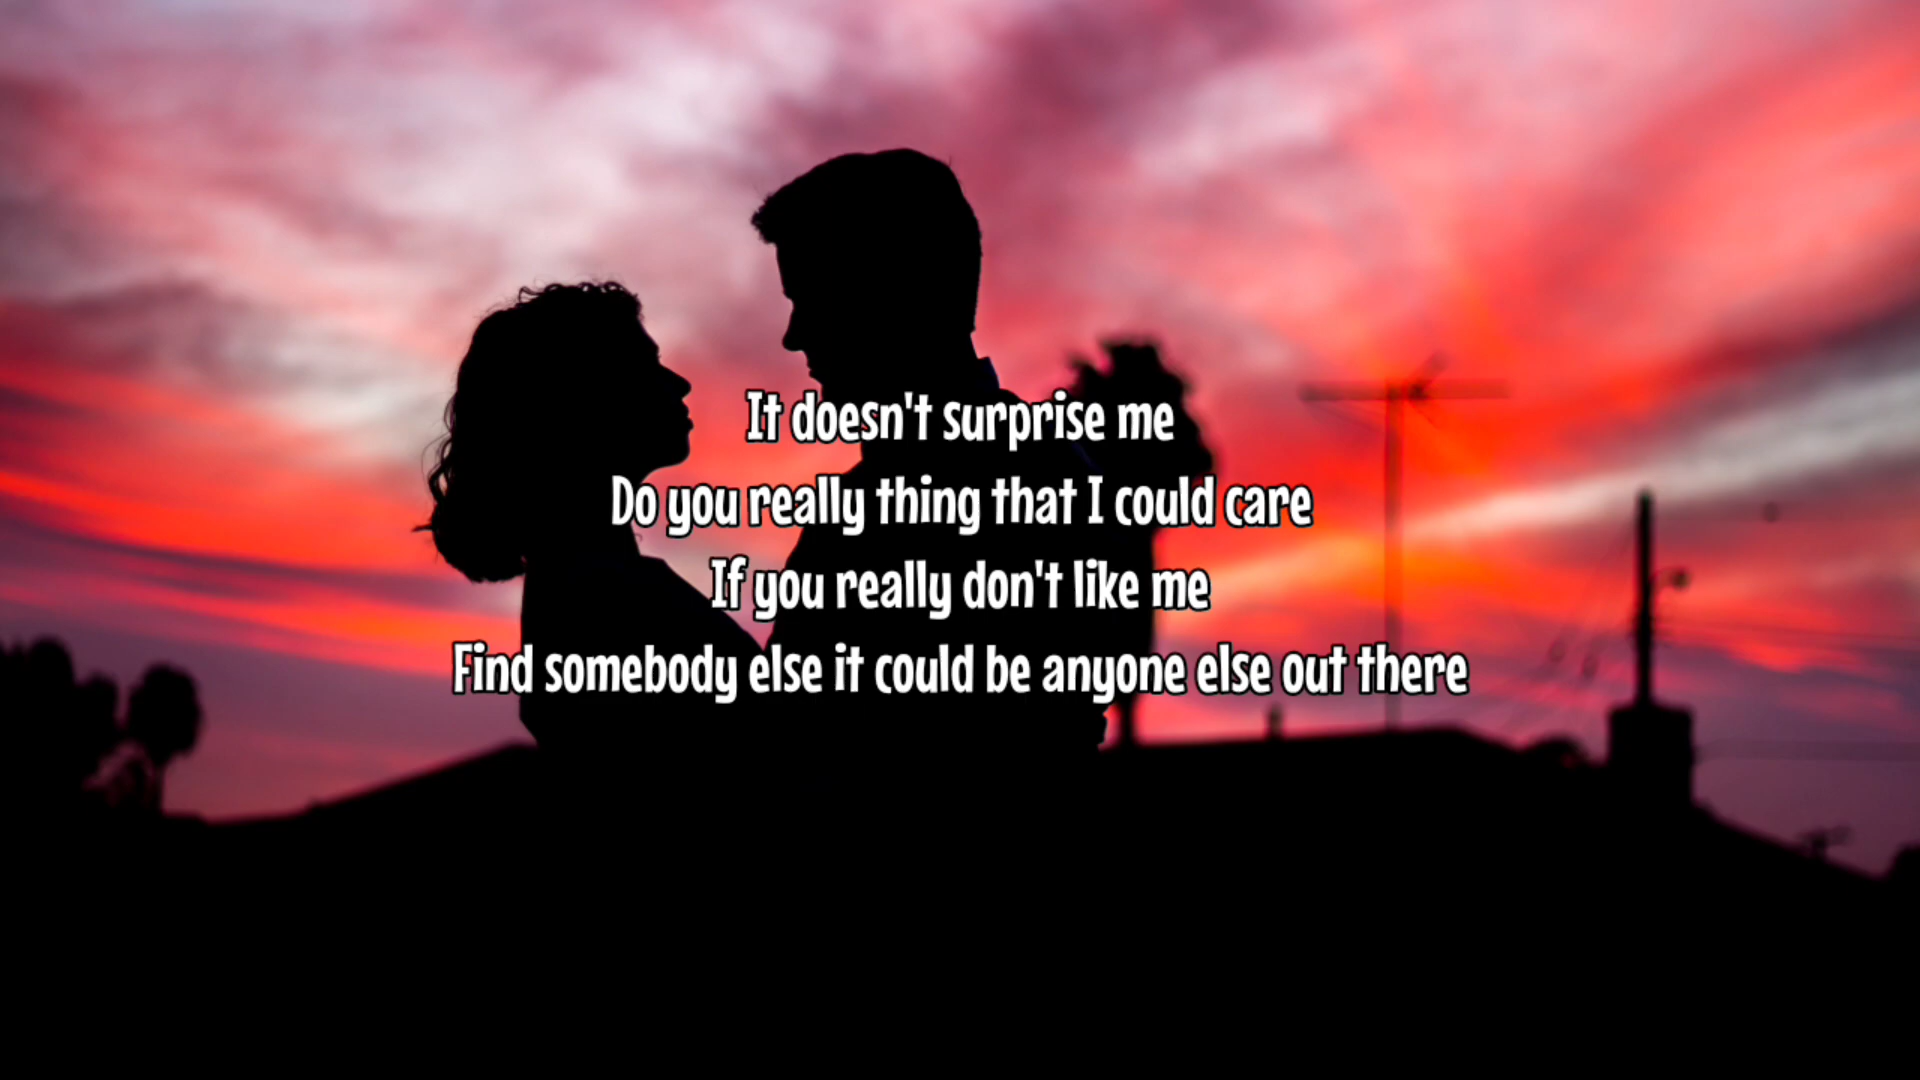 It doesn't surprise me
Do you really thing that I could care
If you really don't like me
Find somebody else it could be anyone else out there